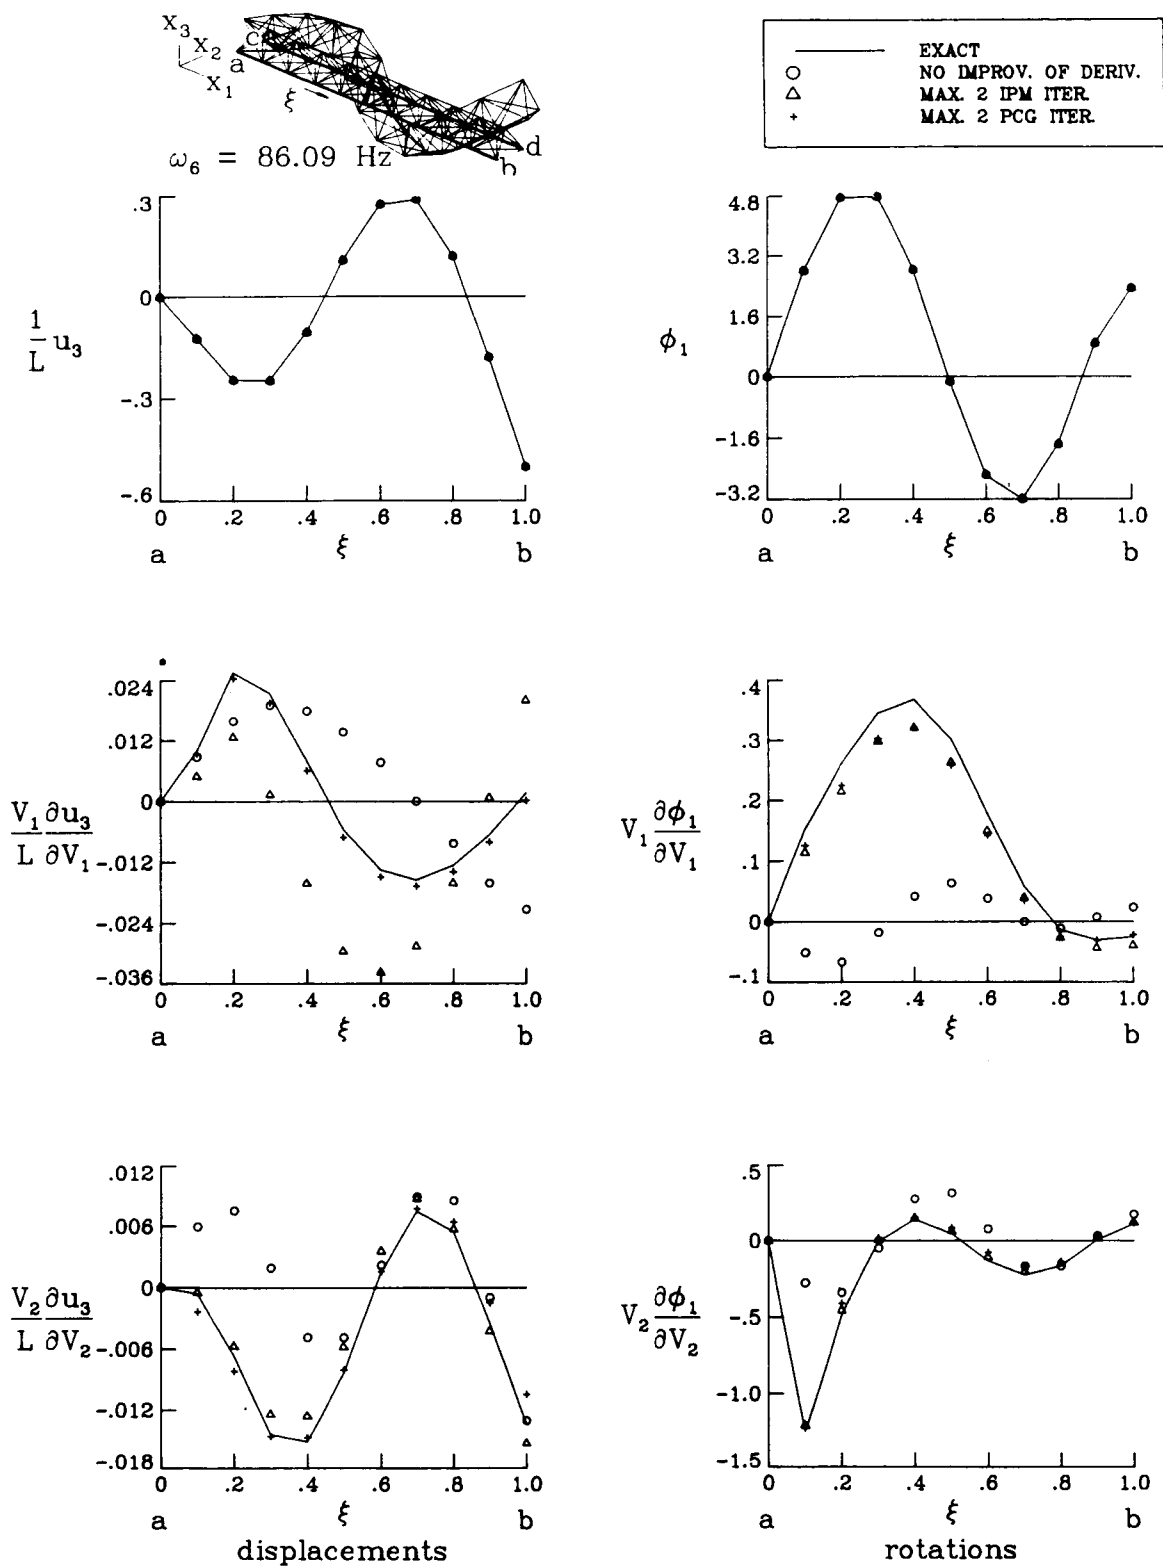 X₃
X₂
X₁
c
a
ξ
d
b
ω₆ = 86.09 Hz
EXACT
NO IMPROV. OF DERIV.
MAX. 2 IPM ITER.
MAX. 2 PCG ITER.
.3
0
-.3
-.6
1/L u₃
0 .2 .4 .6 .8 1.0
a ξ b
4.8
3.2
1.6
0
-1.6
-3.2
ϕ₁
0 .2 .4 .6 .8 1.0
a ξ b
.024
.012
0
-.012
-.024
-.036
V₁/L ∂u₃/∂V₁
0 .2 .4 .6 .8 1.0
a ξ b
.4
.3
.2
.1
0
-.1
V₁ ∂ϕ₁/∂V₁
0 .2 .4 .6 .8 1.0
a ξ b
.012
.006
0
-.006
-.012
-.018
V₂/L ∂u₃/∂V₂
0 .2 .4 .6 .8 1.0
a ξ b
displacements
.5
0
-.5
-1.0
-1.5
V₂ ∂ϕ₁/∂V₂
0 .2 .4 .6 .8 1.0
a ξ b
rotations